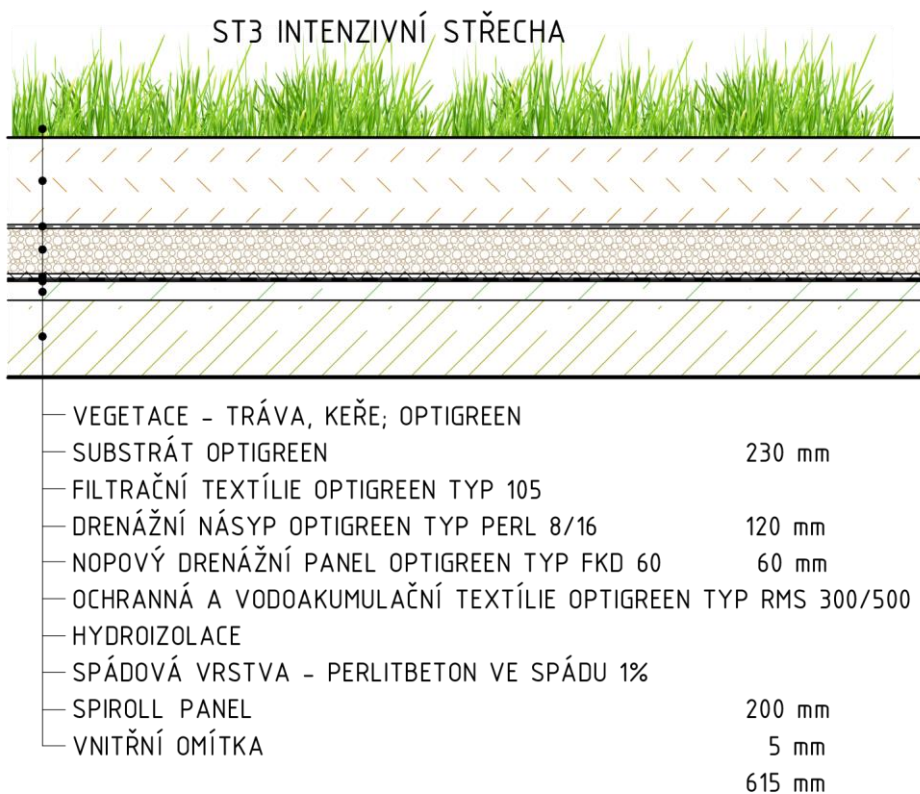 ST3 INTENZIVNÍ STŘECHA
VEGETACE - TRÁVA, KEŘE; OPTIGREEN
SUBSTRÁT OPTIGREEN 230 mm
FILTRAČNÍ TEXTÍLIE OPTIGREEN TYP 105
DRENÁŽNÍ NÁSYP OPTIGREEN TYP PERL 8/16 120 mm
NOPOVÝ DRENÁŽNÍ PANEL OPTIGREEN TYP FKD 60 60 mm
OCHRANNÁ A VODOAKUMULAČNÍ TEXTÍLIE OPTIGREEN TYP RMS 300/500
HYDROIZOLACE
SPÁDOVÁ VRSTVA - PERLITBETON VE SPÁDU 1%
SPIROLL PANEL 200 mm
VNITŘNÍ OMÍTKA 5 mm
615 mm